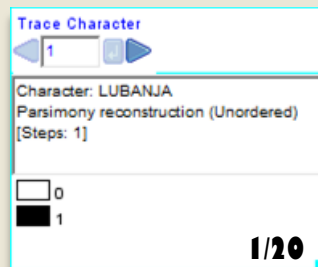 Trace Character
1
Character: LUBANJA
Parsimony reconstruction (Unordered)
[Steps: 1]
0
1
1/20